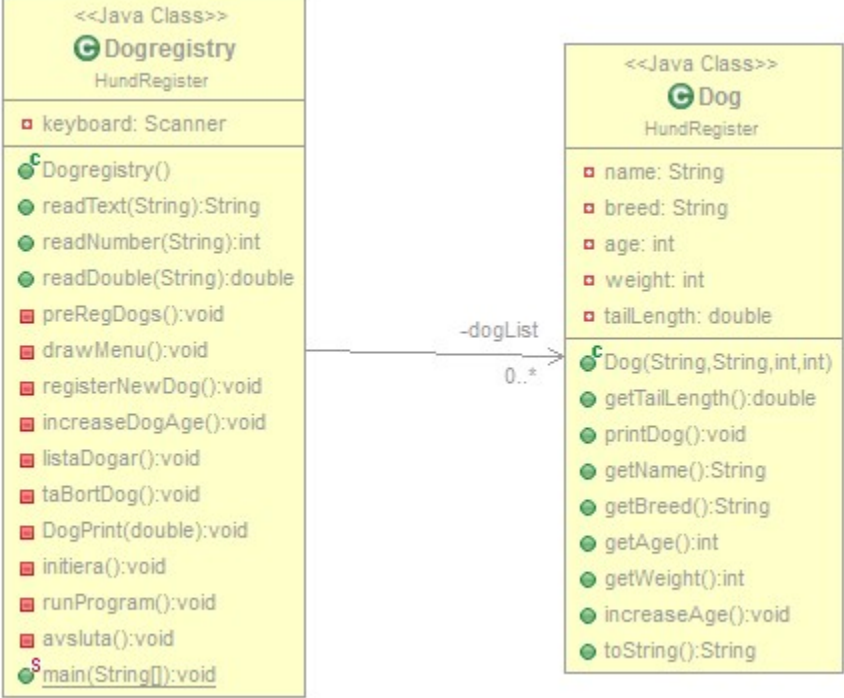 <<Java Class>>
Dogregistry
HundRegister
keyboard: Scanner
Dogregistry()
readText(String):String
readNumber(String):int
readDouble(String):double
preRegDogs():void
drawMenu():void
registerNewDog():void
increaseDogAge():void
listaDogar():void
taBortDog():void
DogPrint(double):void
initiera():void
runProgram():void
avsluta():void
main(String[]):void
-dogList
0..*
<<Java Class>>
Dog
HundRegister
name: String
breed: String
age: int
weight: int
tailLength: double
Dog(String,String,int,int)
getTailLength():double
printDog():void
getName():String
getBreed():String
getAge():int
getWeight():int
increaseAge():void
toString():String